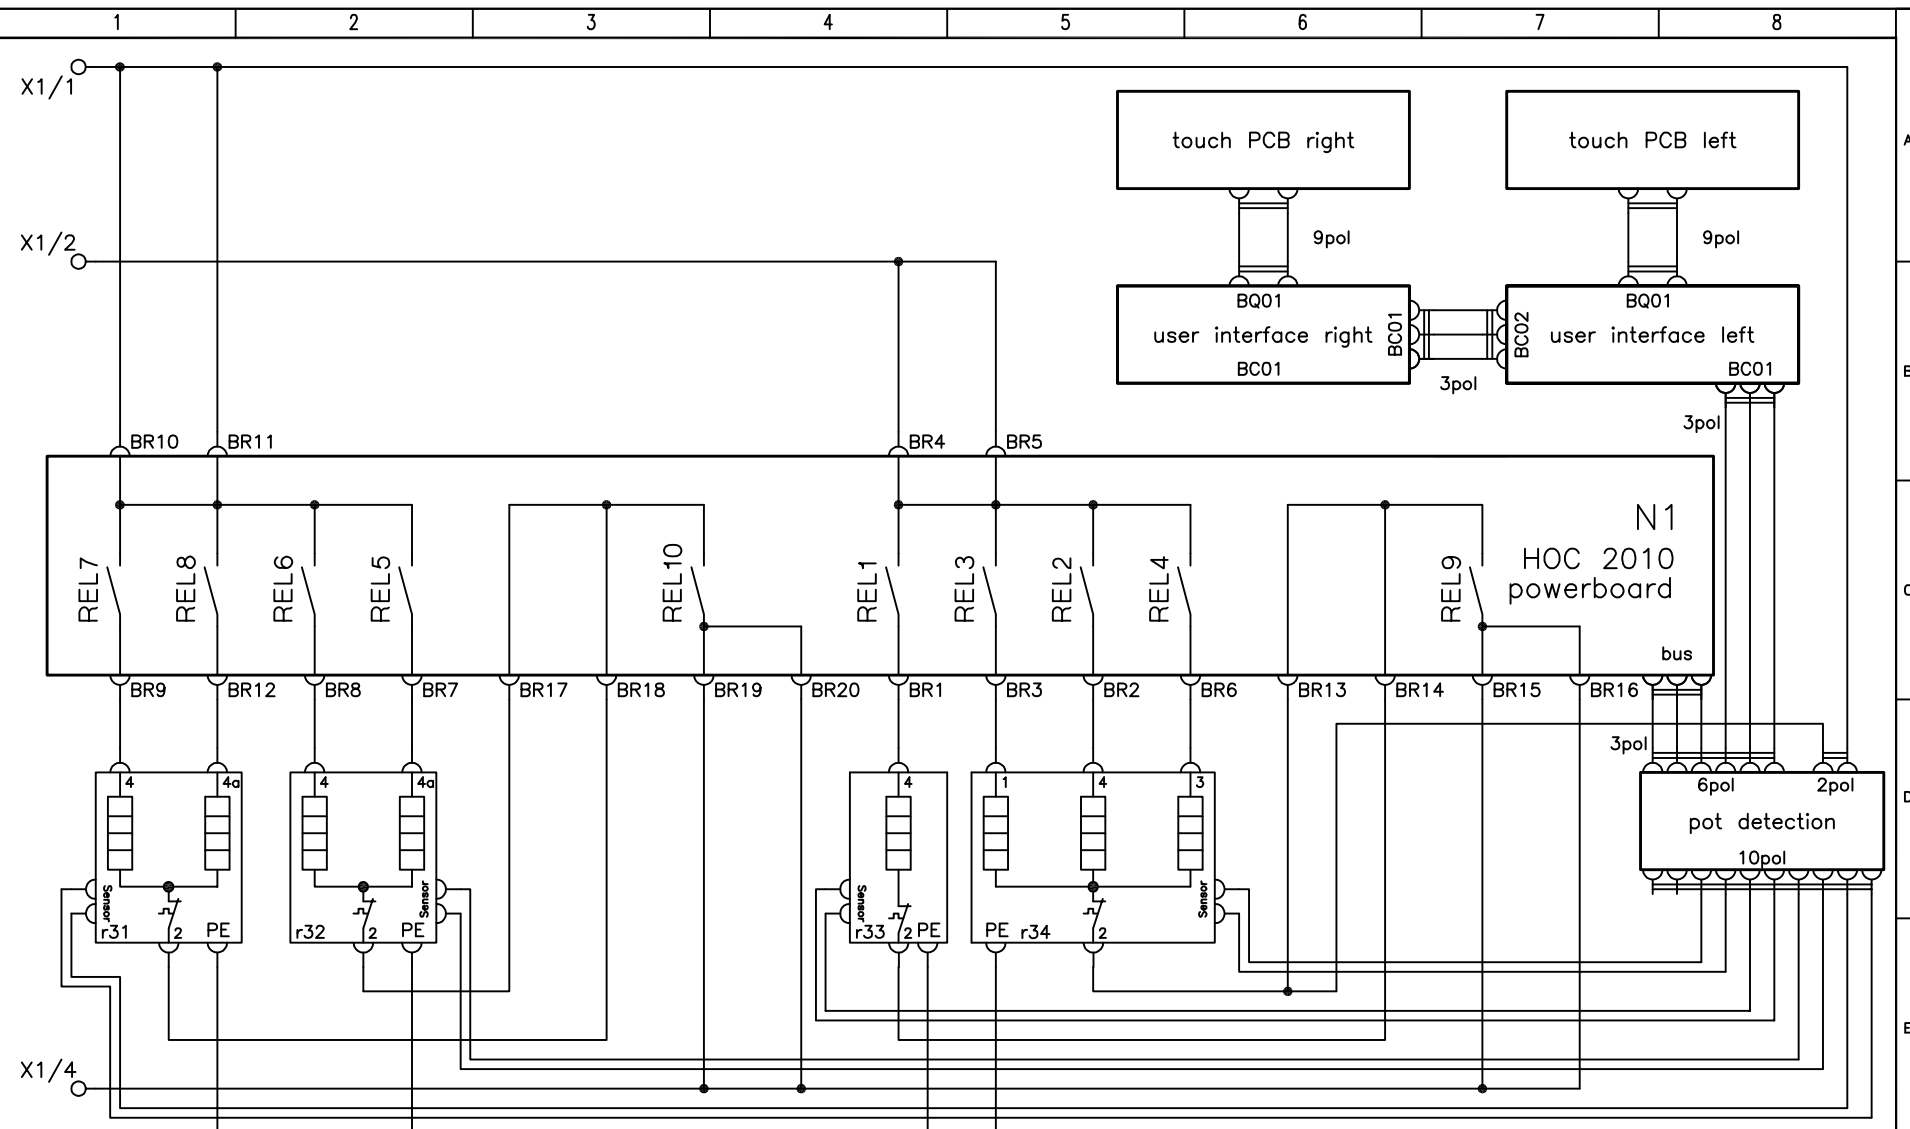 1 2 3 4 5 6 7 8
X1/1
touch PCB right touch PCB left
A
X1/2
9pol 9pol
BQ01 BQ01
user interface right BC01 BC02 user interface left
BC01 BC01
3pol
3pol
BR10 BR11 BR4 BR5
N1
HOC 2010
powerboard
REL7 REL8 REL6 REL5 REL10 REL1 REL3 REL2 REL4 REL9
bus
BR9 BR12 BR8 BR7 BR17 BR18 BR19 BR20 BR1 BR3 BR2 BR6 BR13 BR14 BR15 BR16
3pol
4 4a 4 4a 4 1 4 3
6pol 2pol
pot detection
10pol
Sensor Sensor Sensor Sensor
r31 2 PE r32 2 PE r33 2 PE PE r34 2
X1/4